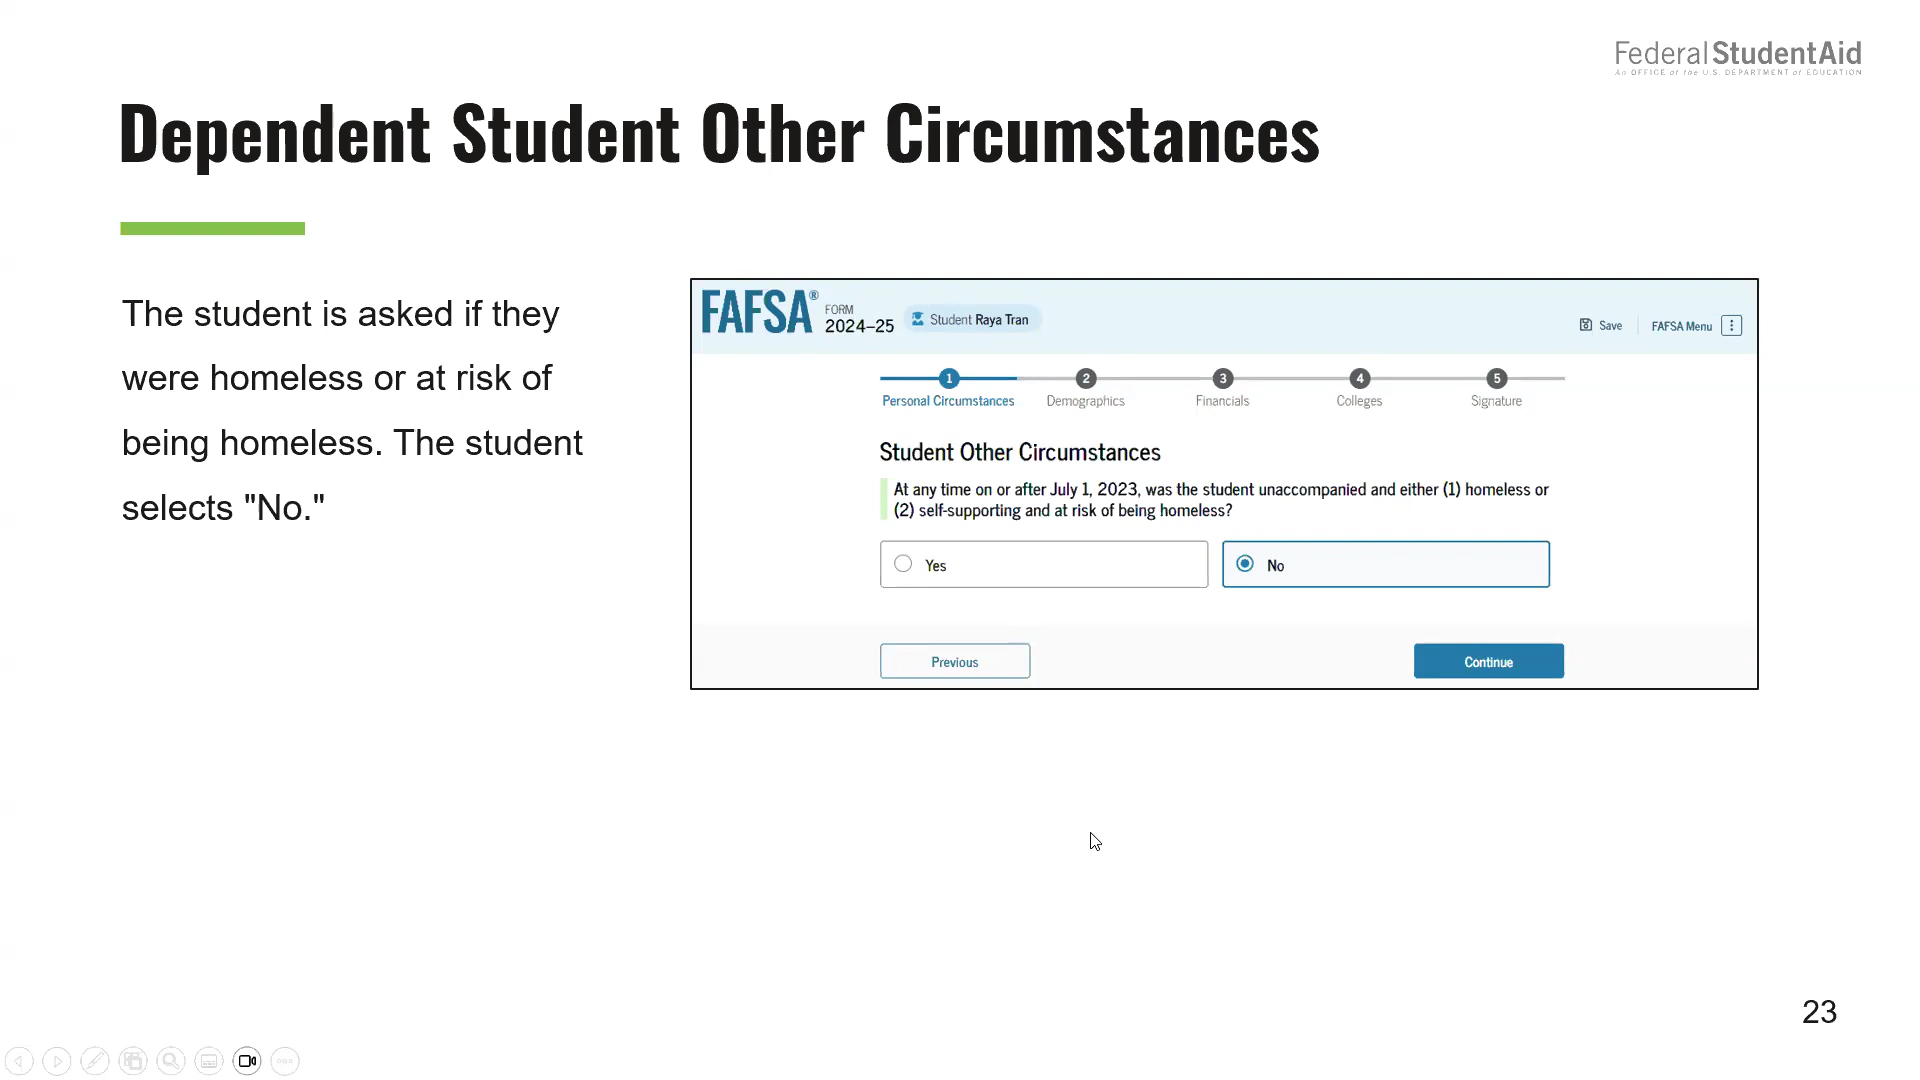 Federal StudentAid
An OFFICE of the U.S. DEPARTMENT of EDUCATION
Dependent Student Other Circumstances
The student is asked if they
were homeless or at risk of
being homeless. The student
selects "No."
FAFSA®
FORM
2024–25
Student Raya Tran
Save
FAFSA Menu
1
2
3
4
5
Personal Circumstances
Demographics
Financials
Colleges
Signature
Student Other Circumstances
At any time on or after July 1, 2023, was the student unaccompanied and either (1) homeless or
(2) self-supporting and at risk of being homeless?
Yes
No
Previous
Continue
23